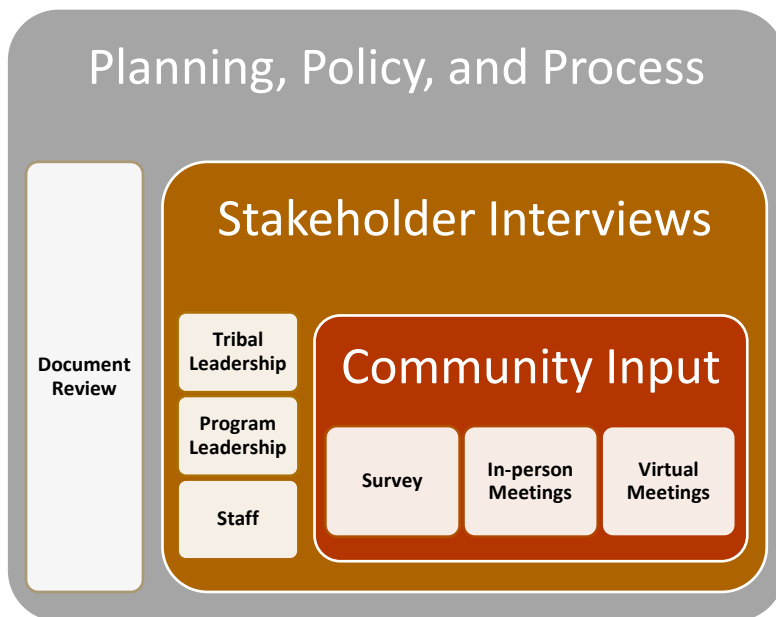 Planning, Policy, and Process
Document
Review
Stakeholder Interviews
Tribal
Leadership
Program
Leadership
Staff
Community Input
Survey
In-person
Meetings
Virtual
Meetings